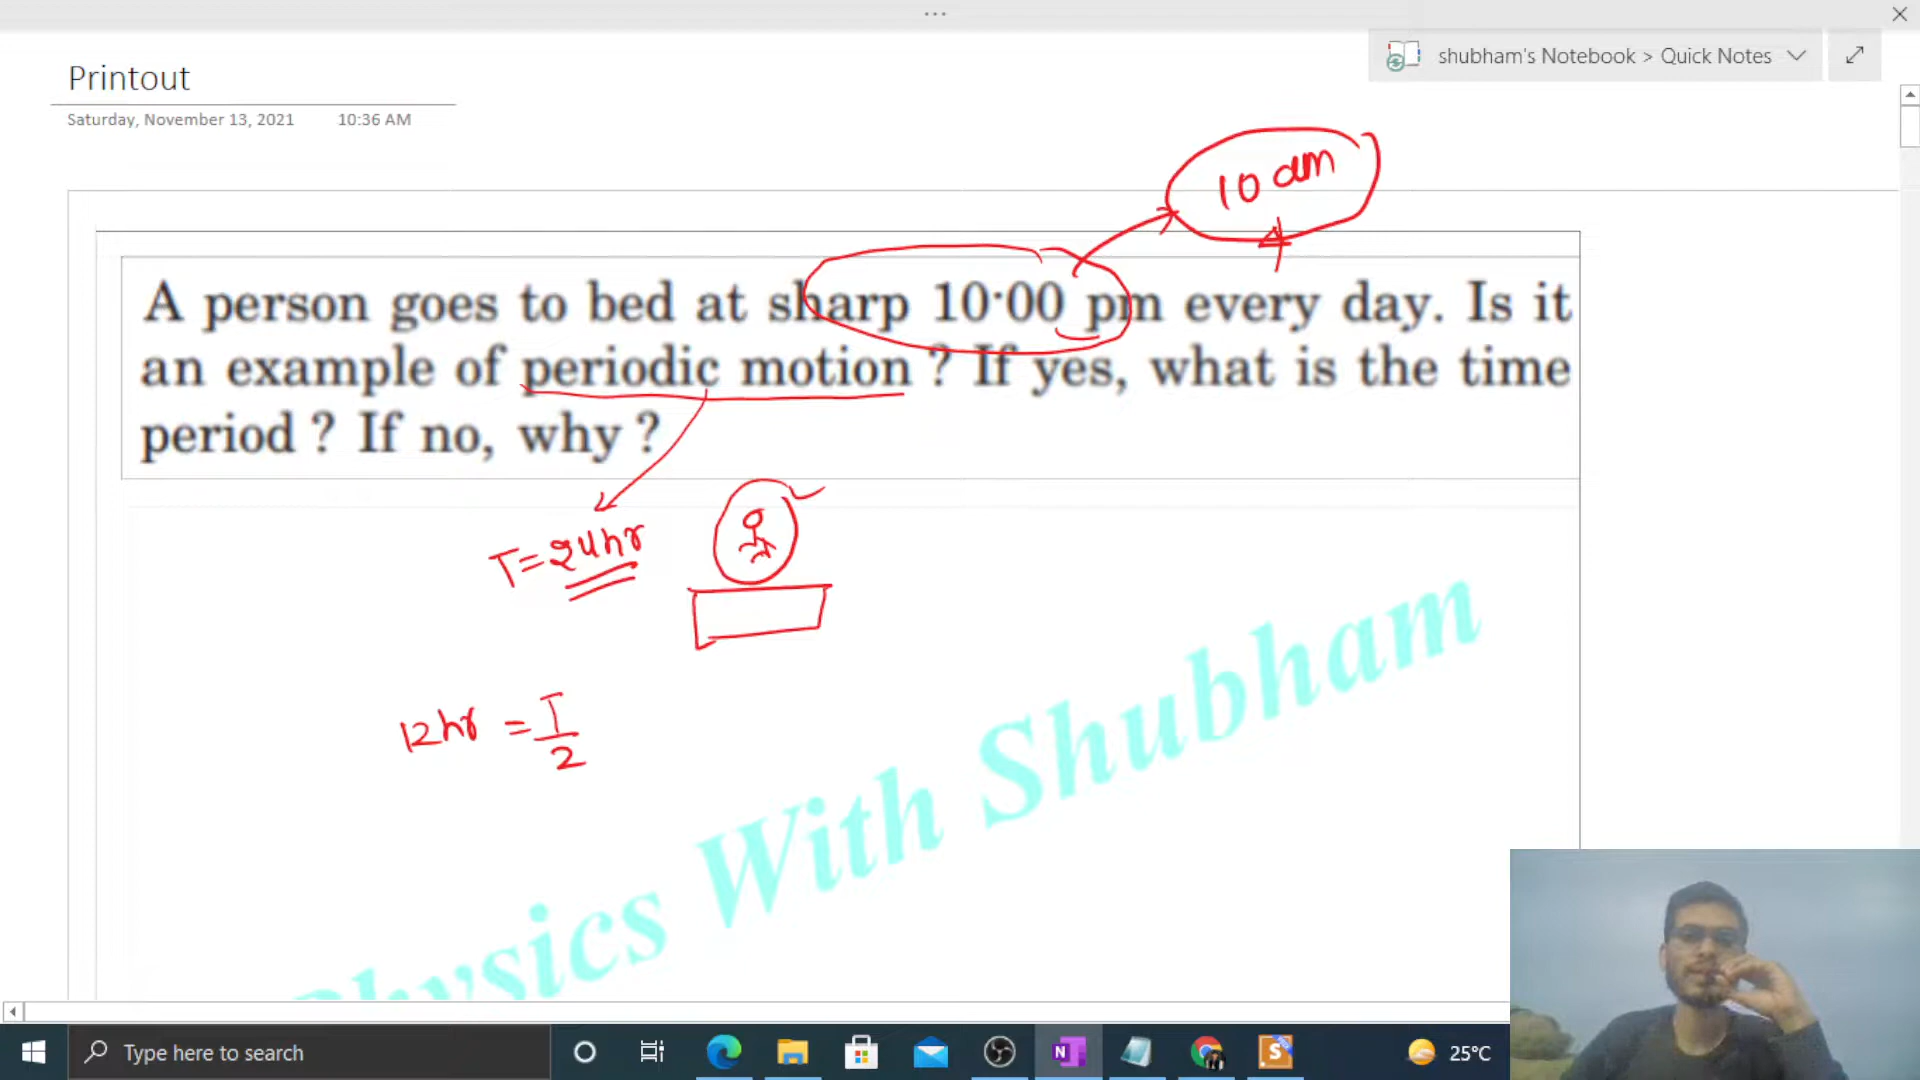 ...
shubham's Notebook > Quick Notes
Printout
Saturday, November 13, 2021 10:36 AM
10 am
A person goes to bed at sharp 10·00 pm every day. Is it
an example of periodic motion ? If yes, what is the time
period ? If no, why ?
T=24hr
12hr = T/2
Physics With Shubham
Type here to search
25°C